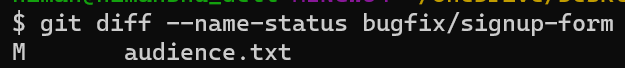 $ git diff --name-status bugfix/signup-form
M       audience.txt